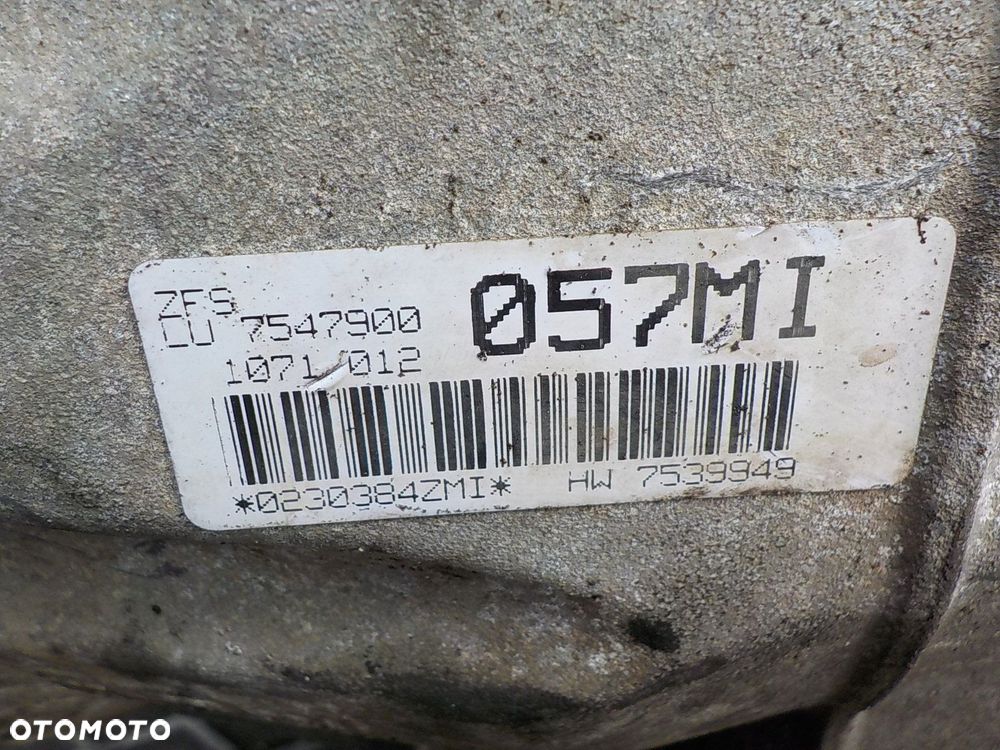 ZFS
CU 7547900
057MI
1071 012
*0230384ZMI* HW 7539949
OTOMOTO